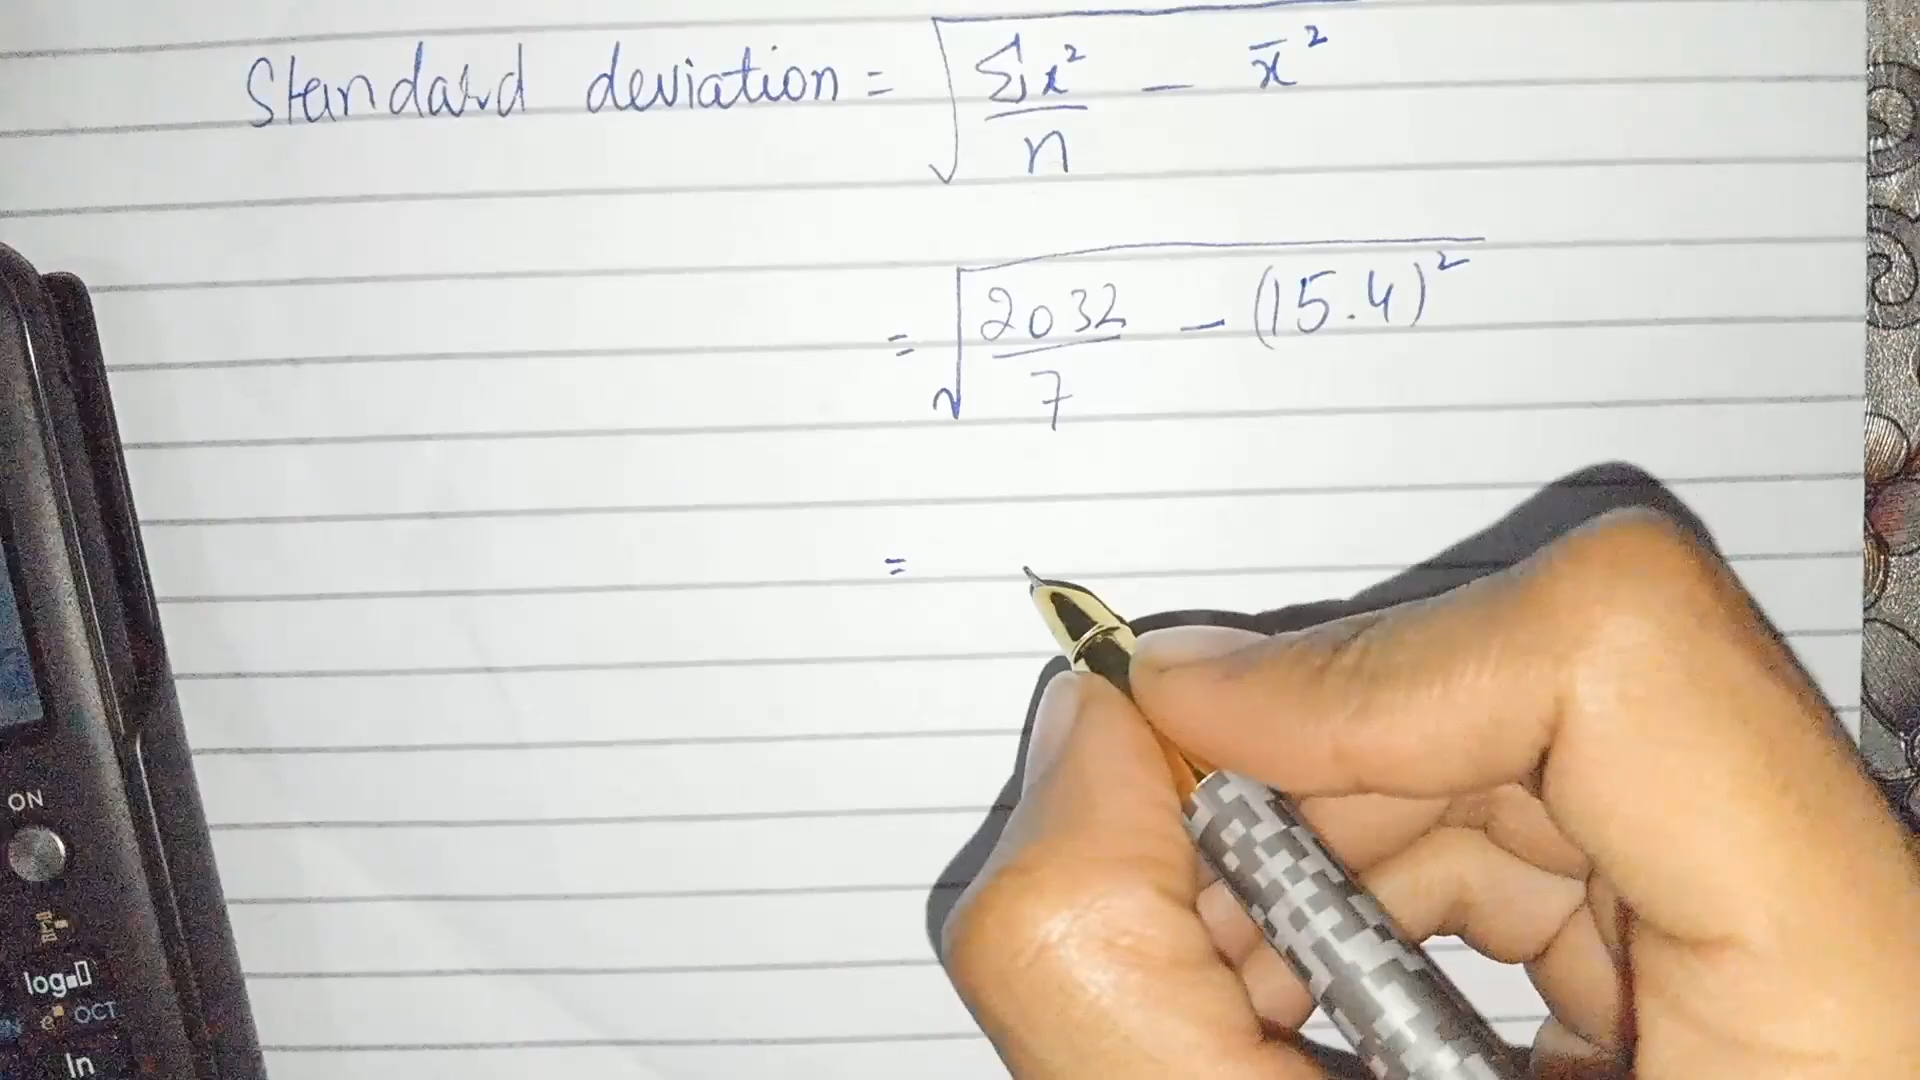 Standard deviation = √(Σx²/n − x̄²)
= √(2032/7 − (15.4)²)
=
ON
log
e OCT
ln